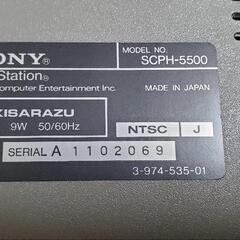 ONY®
MODEL NO.
Station®
SCPH-5500
Computer Entertainment Inc.
MADE IN JAPAN
KISARAZU
9W 50/60Hz
NTSC J
SERIAL A 1102069
3-974-535-01